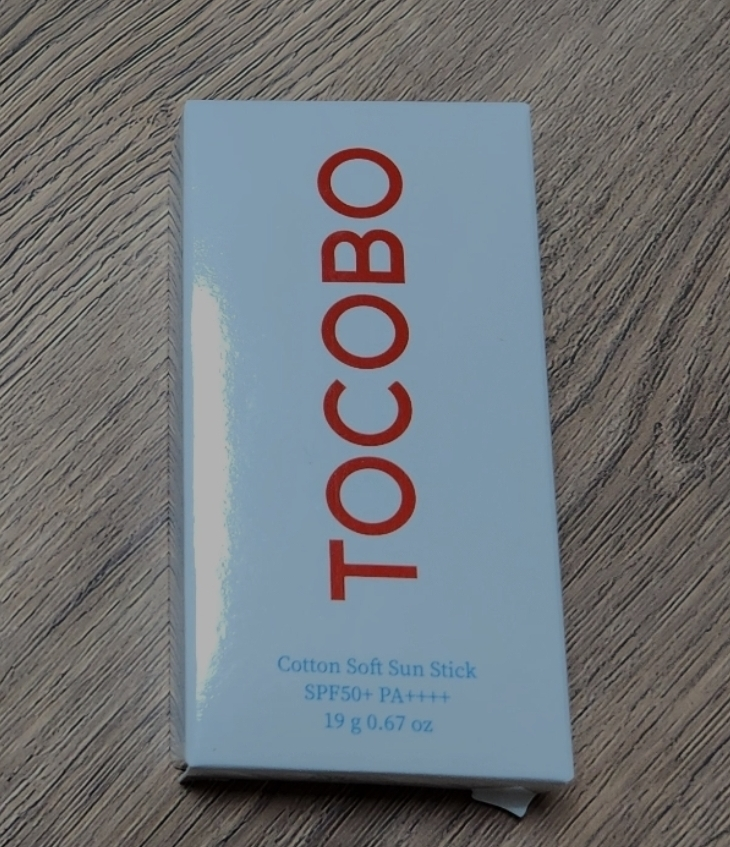 TOCOBO
Cotton Soft Sun Stick
SPF50+ PA++++
19 g 0.67 oz